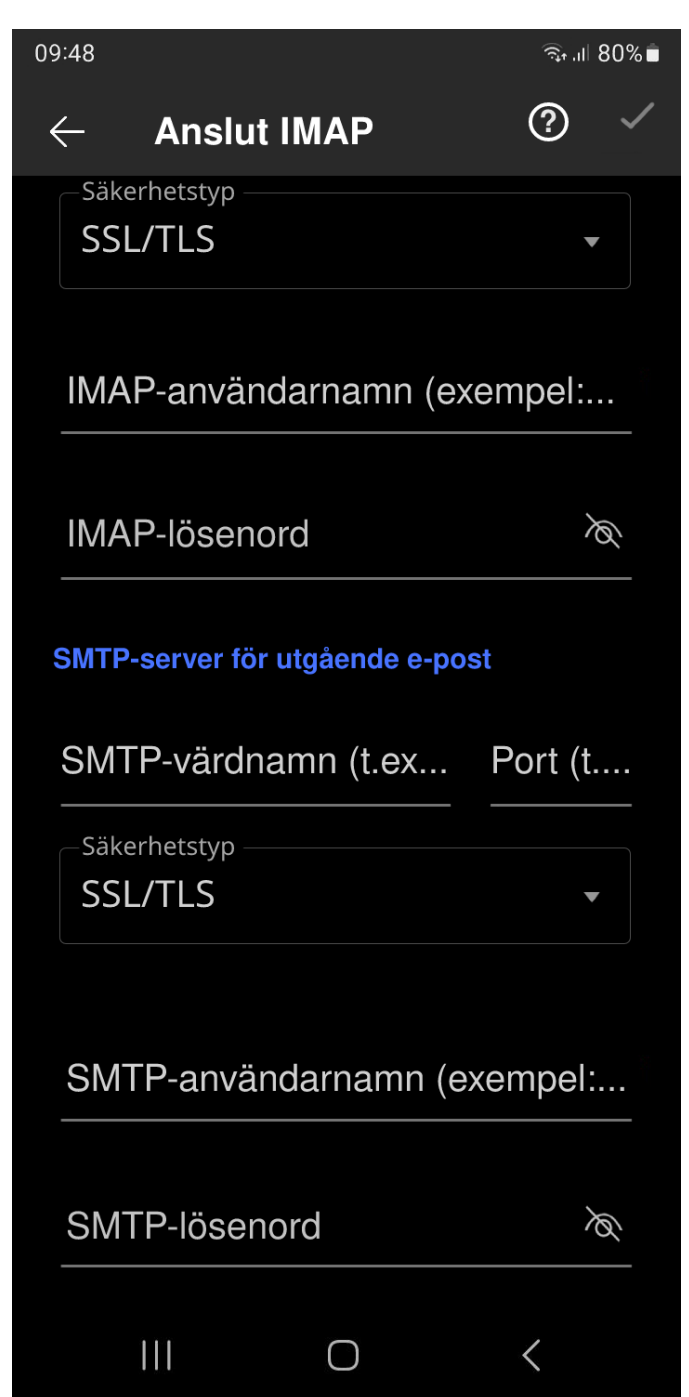 09:48 80%
Anslut IMAP
Säkerhetstyp
SSL/TLS
IMAP-användarnamn (exempel:...
IMAP-lösenord
SMTP-server för utgående e-post
SMTP-värdnamn (t.ex... Port (t....
Säkerhetstyp
SSL/TLS
SMTP-användarnamn (exempel:...
SMTP-lösenord